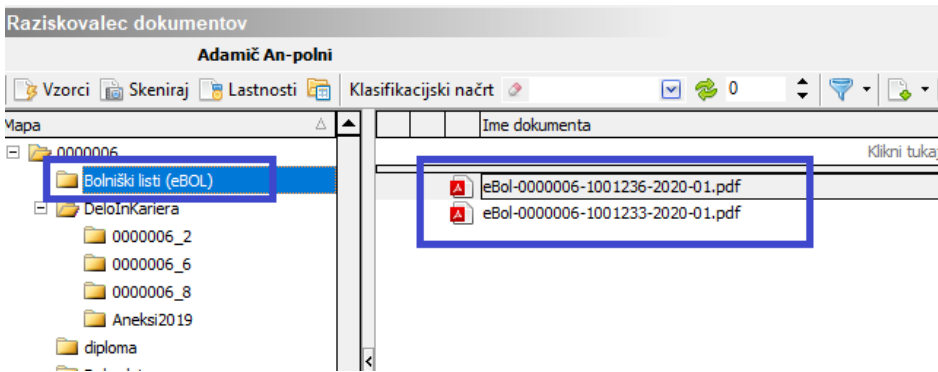 Raziskovalec dokumentov
Adamič An-polni
Vzorci Skeniraj Lastnosti Klasifikacijski načrt 0
Mapa
Ime dokumenta
Klikni tukaj
0000006
Bolniški listi (eBOL)
DeloInKariera
0000006_2
0000006_6
0000006_8
Aneksi2019
diploma
eBol-0000006-1001236-2020-01.pdf
eBol-0000006-1001233-2020-01.pdf